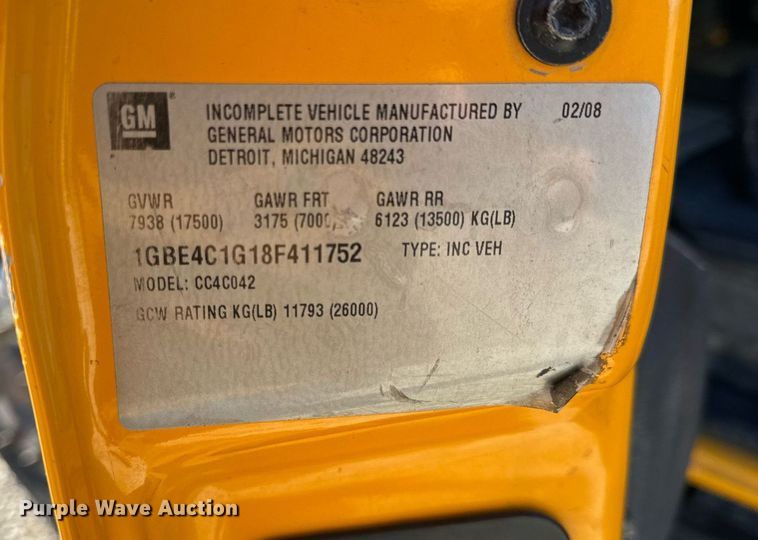 GM ®
INCOMPLETE VEHICLE MANUFACTURED BY 02/08
GENERAL MOTORS CORPORATION
DETROIT, MICHIGAN 48243
GVWR GAWR FRT GAWR RR
7938 (17500) 3175 (7000) 6123 (13500) KG(LB)
1GBE4C1G18F411752 TYPE: INC VEH
MODEL: CC4C042
GCW RATING KG(LB) 11793 (26000)
Purple Wave Auction